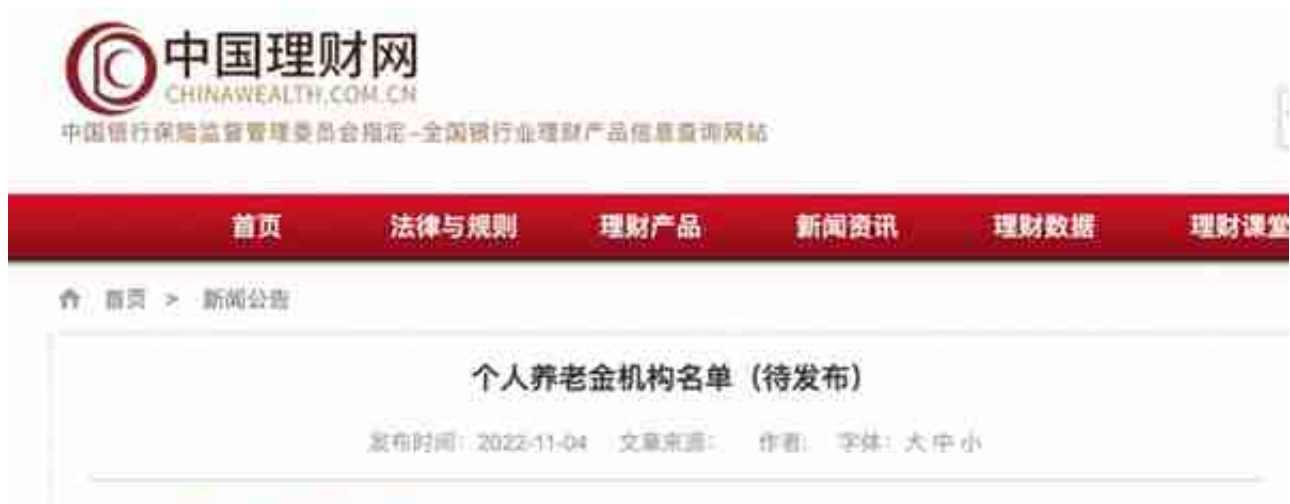 中国理财网
CHINAWEALTH.COM.CN
中国银行保险监督管理委员会指定-全国银行业理财产品信息查询网站
首页 法律与规则 理财产品 新闻资讯 理财数据 理财课堂
首页 > 新闻公告
个人养老金机构名单（待发布）
发布时间：2022-11-04 文章来源： 作者： 字体：大 中 小